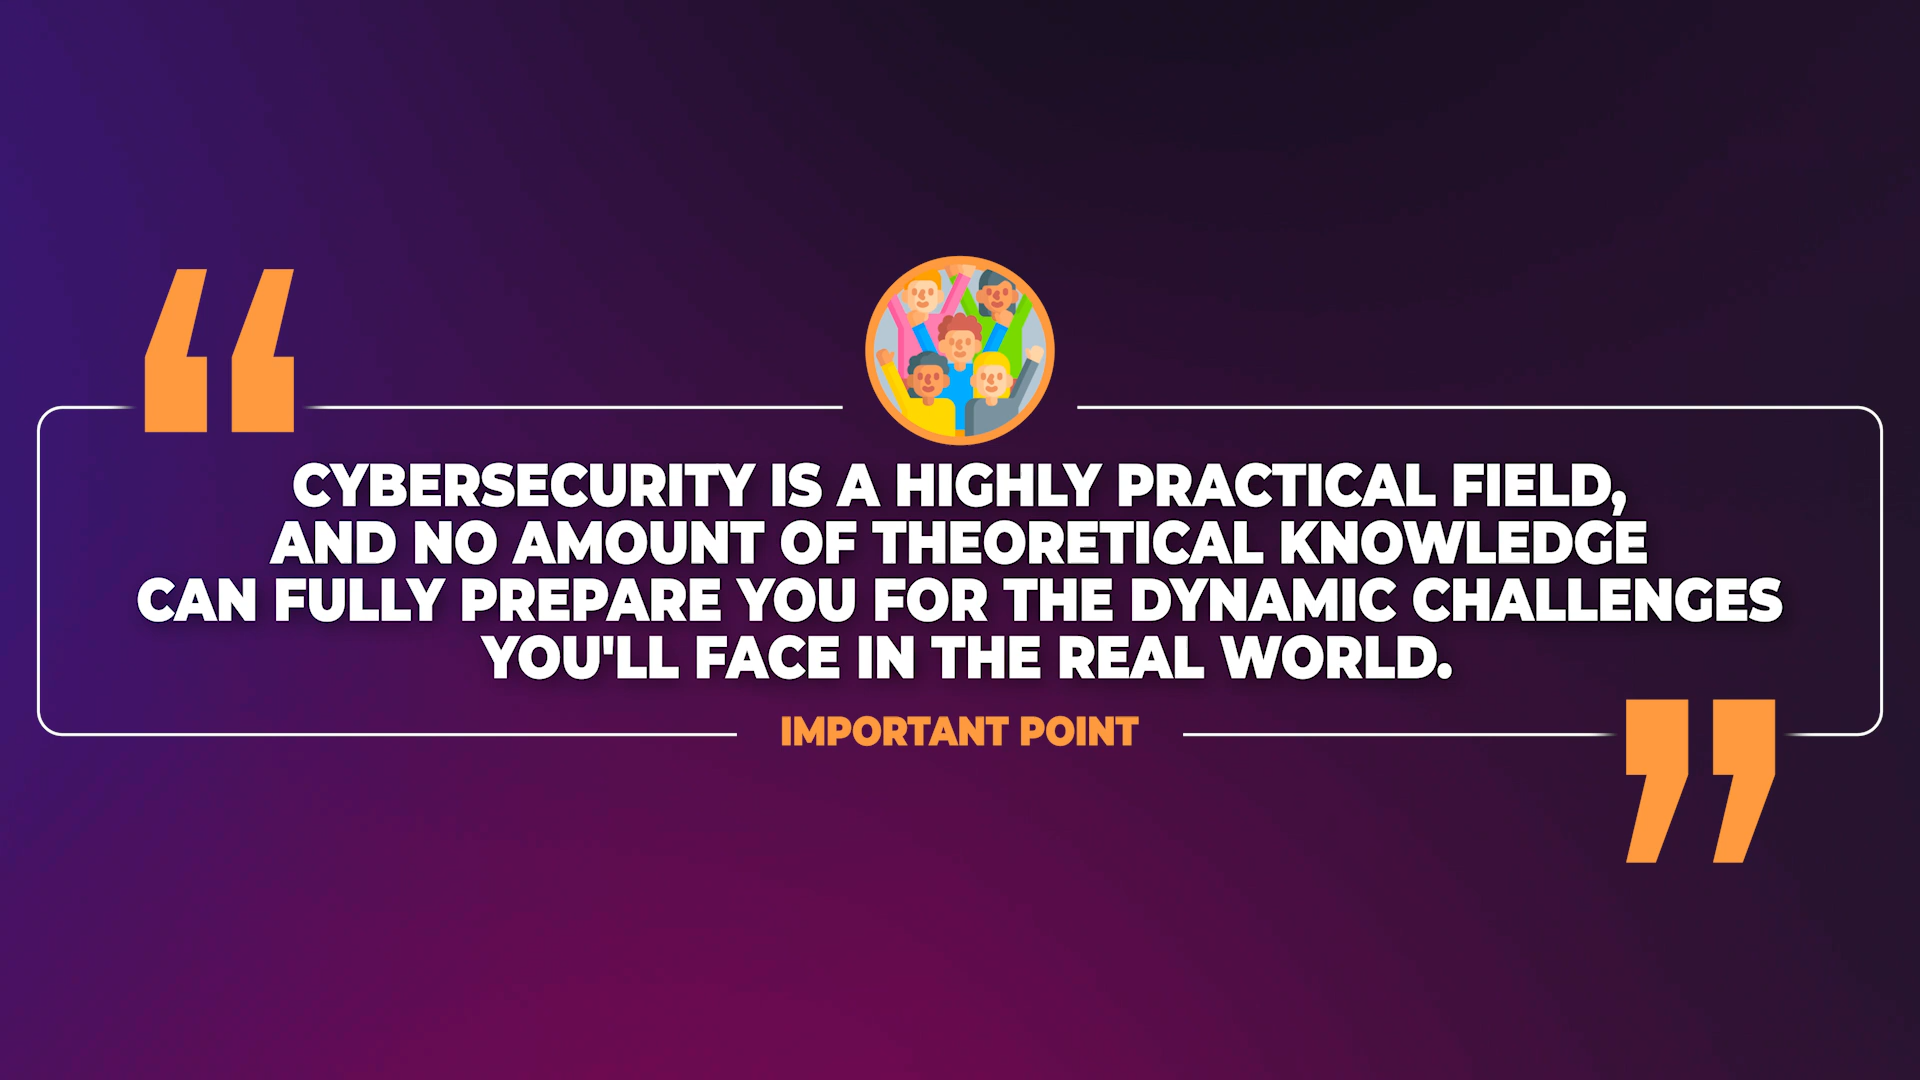 CYBERSECURITY IS A HIGHLY PRACTICAL FIELD,
AND NO AMOUNT OF THEORETICAL KNOWLEDGE
CAN FULLY PREPARE YOU FOR THE DYNAMIC CHALLENGES
YOU'LL FACE IN THE REAL WORLD.
IMPORTANT POINT